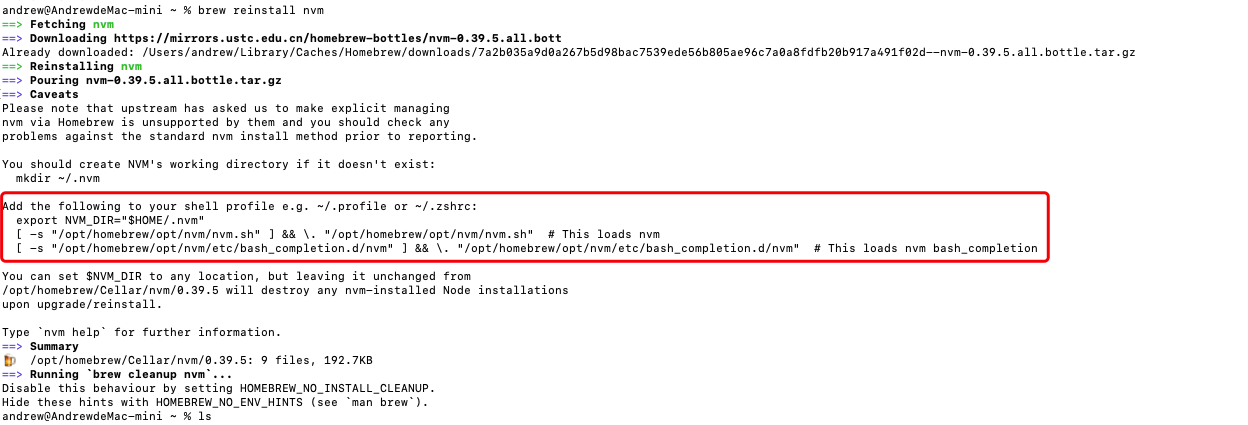 andrew@AndrewdeMac-mini ~ % brew reinstall nvm
==> Fetching nvm
==> Downloading https://mirrors.ustc.edu.cn/homebrew-bottles/nvm-0.39.5.all.bott
Already downloaded: /Users/andrew/Library/Caches/Homebrew/downloads/7a2b035a9d0a267b5d98bac7539ede56b805ae96c7a0a8fdfb20b917a491f02d--nvm-0.39.5.all.bottle.tar.gz
==> Reinstalling nvm
==> Pouring nvm-0.39.5.all.bottle.tar.gz
==> Caveats
Please note that upstream has asked us to make explicit managing
nvm via Homebrew is unsupported by them and you should check any
problems against the standard nvm install method prior to reporting.
You should create NVM's working directory if it doesn't exist:
  mkdir ~/.nvm
Add the following to your shell profile e.g. ~/.profile or ~/.zshrc:
  export NVM_DIR="$HOME/.nvm"
  [ -s "/opt/homebrew/opt/nvm/nvm.sh" ] && \. "/opt/homebrew/opt/nvm/nvm.sh"  # This loads nvm
  [ -s "/opt/homebrew/opt/nvm/etc/bash_completion.d/nvm" ] && \. "/opt/homebrew/opt/nvm/etc/bash_completion.d/nvm"  # This loads nvm bash_completion
You can set $NVM_DIR to any location, but leaving it unchanged from
/opt/homebrew/Cellar/nvm/0.39.5 will destroy any nvm-installed Node installations
upon upgrade/reinstall.
Type `nvm help` for further information.
==> Summary
🍺  /opt/homebrew/Cellar/nvm/0.39.5: 9 files, 192.7KB
==> Running `brew cleanup nvm`...
Disable this behaviour by setting HOMEBREW_NO_INSTALL_CLEANUP.
Hide these hints with HOMEBREW_NO_ENV_HINTS (see `man brew`).
andrew@AndrewdeMac-mini ~ % ls